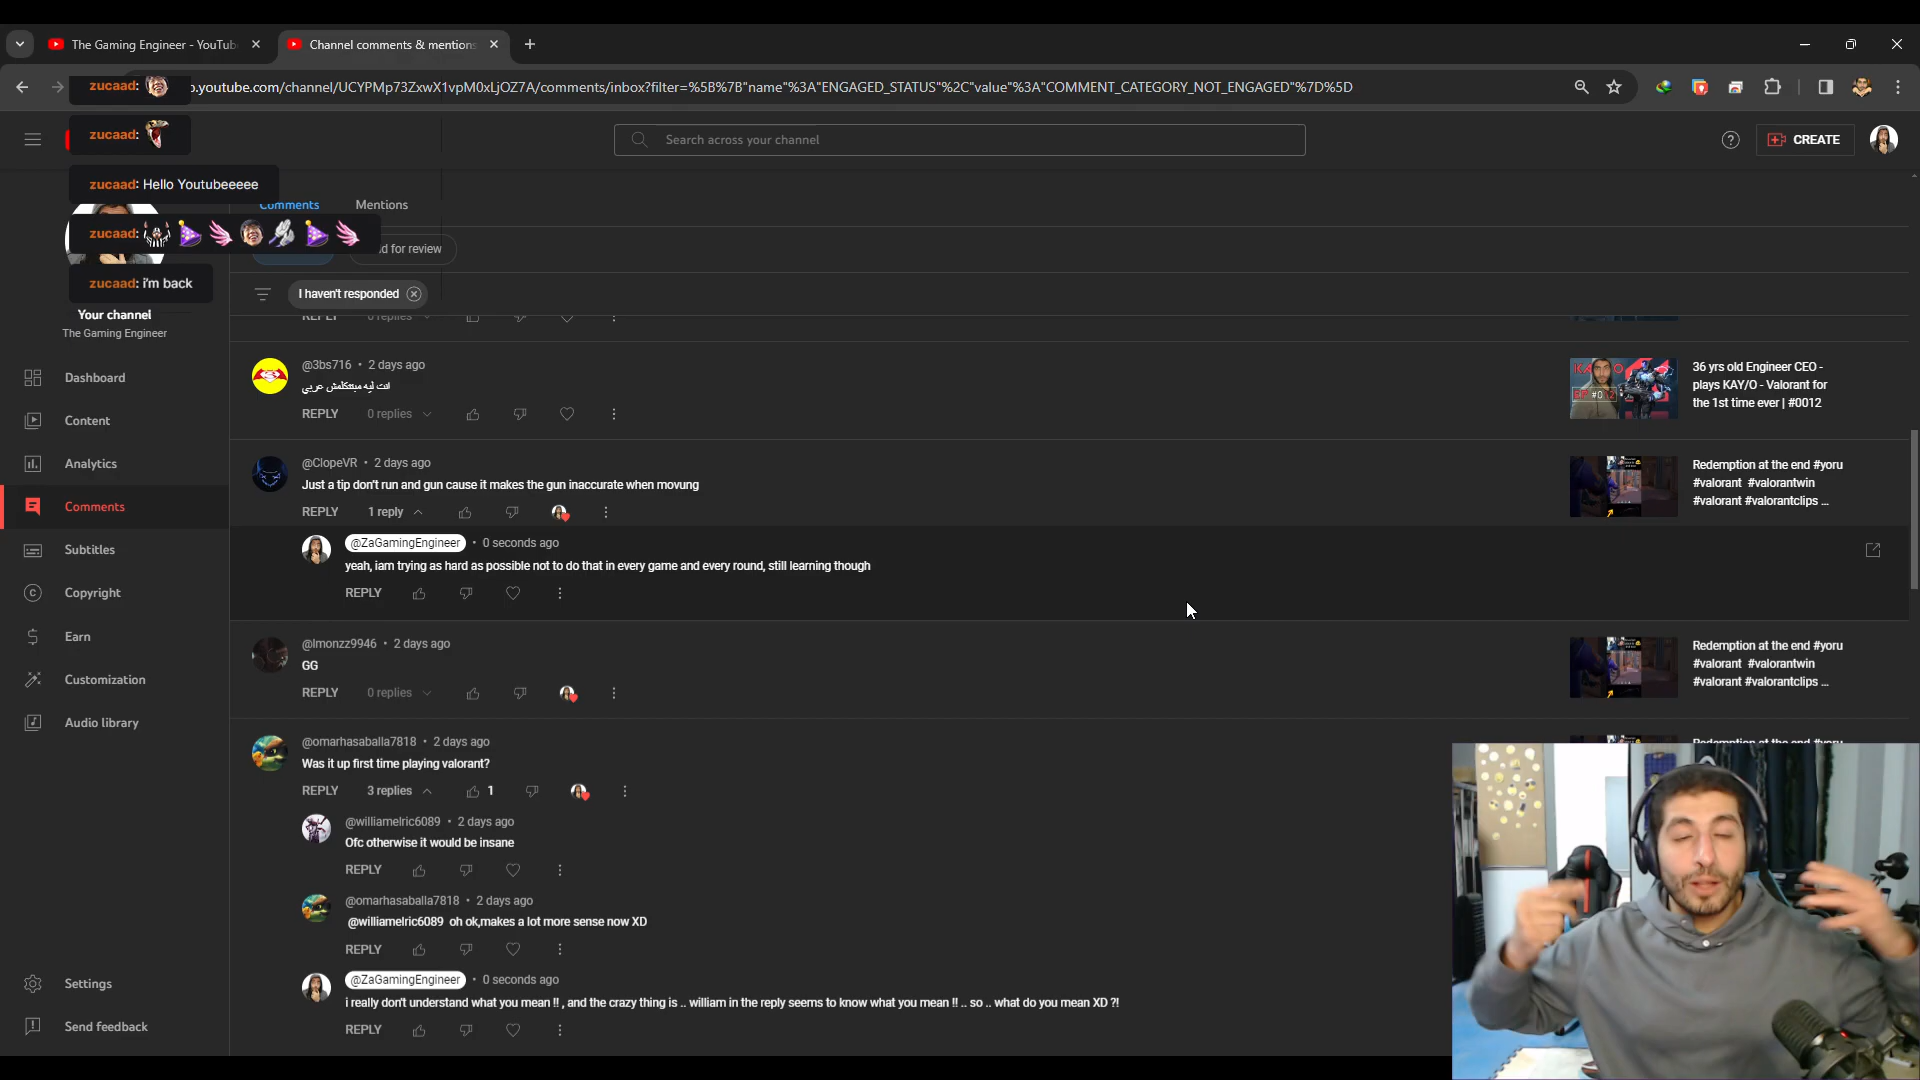 The Gaming Engineer - YouTub
Channel comments & mentions
o.youtube.com/channel/UCYPMp73ZxwX1vpM0xLjOZ7A/comments/inbox?filter=%5B%7B"name"%3A"ENGAGED_STATUS"%2C"value"%3A"COMMENT_CATEGORY_NOT_ENGAGED"%7D%5D
zucaad:
zucaad:
Search across your channel
CREATE
zucaad: Hello Youtubeeeee
Comments
Mentions
zucaad:
d for review
zucaad: i'm back
I haven't responded
Your channel
The Gaming Engineer
Dashboard
Content
Analytics
Comments
Subtitles
Copyright
Earn
Customization
Audio library
Settings
Send feedback
REPLY 0 replies
@3bs716 • 2 days ago
انت ليه مبتتكلمش عربي
REPLY 0 replies
36 yrs old Engineer CEO -
plays KAY/O - Valorant for
the 1st time ever | #0012
@ClopeVR • 2 days ago
Just a tip don't run and gun cause it makes the gun inaccurate when movung
REPLY 1 reply
Redemption at the end #yoru
#valorant #valorantwin
#valorant #valorantclips ...
@ZaGamingEngineer • 0 seconds ago
yeah, iam trying as hard as possible not to do that in every game and every round, still learning though
REPLY
@lmonzz9946 • 2 days ago
GG
REPLY 0 replies
Redemption at the end #yoru
#valorant #valorantwin
#valorant #valorantclips ...
@omarhasaballa7818 • 2 days ago
Was it up first time playing valorant?
REPLY 3 replies 1
Redemption at the end #yoru
@williamelric6089 • 2 days ago
Ofc otherwise it would be insane
REPLY
@omarhasaballa7818 • 2 days ago
@williamelric6089 oh ok,makes a lot more sense now XD
REPLY
@ZaGamingEngineer • 0 seconds ago
i really don't understand what you mean !! , and the crazy thing is .. william in the reply seems to know what you mean !! .. so .. what do you mean XD ?!
REPLY